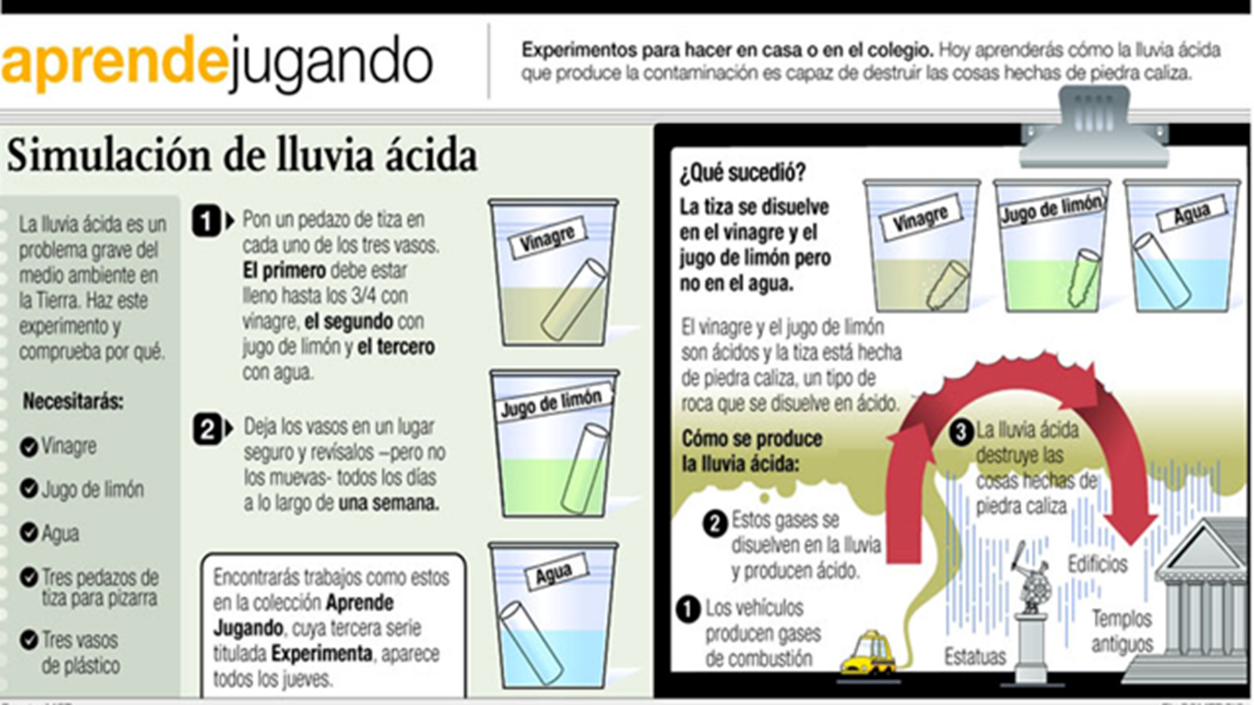 aprendejugando
Experimentos para hacer en casa o en el colegio. Hoy aprenderás cómo la lluvia ácida
que produce la contaminación es capaz de destruir las cosas hechas de piedra caliza.
Simulación de lluvia ácida
La lluvia ácida es un
problema grave del
medio ambiente en
la Tierra. Haz este
experimento y
comprueba por qué.
Necesitarás:
Vinagre
Jugo de limón
Agua
Tres pedazos de
tiza para pizarra
Tres vasos
de plástico
1 Pon un pedazo de tiza en
cada uno de los tres vasos.
El primero debe estar
lleno hasta los 3/4 con
vinagre, el segundo con
jugo de limón y el tercero
con agua.
2 Deja los vasos en un lugar
seguro y revísalos –pero no
los muevas- todos los días
a lo largo de una semana.
Encontrarás trabajos como estos
en la colección Aprende
Jugando, cuya tercera serie
titulada Experimenta, aparece
todos los jueves.
Vinagre
Jugo de limón
Agua
¿Qué sucedió?
La tiza se disuelve
en el vinagre y el
jugo de limón pero
no en el agua.
Vinagre
Jugo de limón
Agua
El vinagre y el jugo de limón
son ácidos y la tiza está hecha
de piedra caliza, un tipo de
roca que se disuelve en ácido.
Cómo se produce
la lluvia ácida:
3 La lluvia ácida
destruye las
cosas hechas de
piedra caliza
2 Estos gases se
disuelven en la lluvia
y producen ácido.
1 Los vehículos
producen gases
de combustión
Estatuas
Edificios
Templos
antiguos